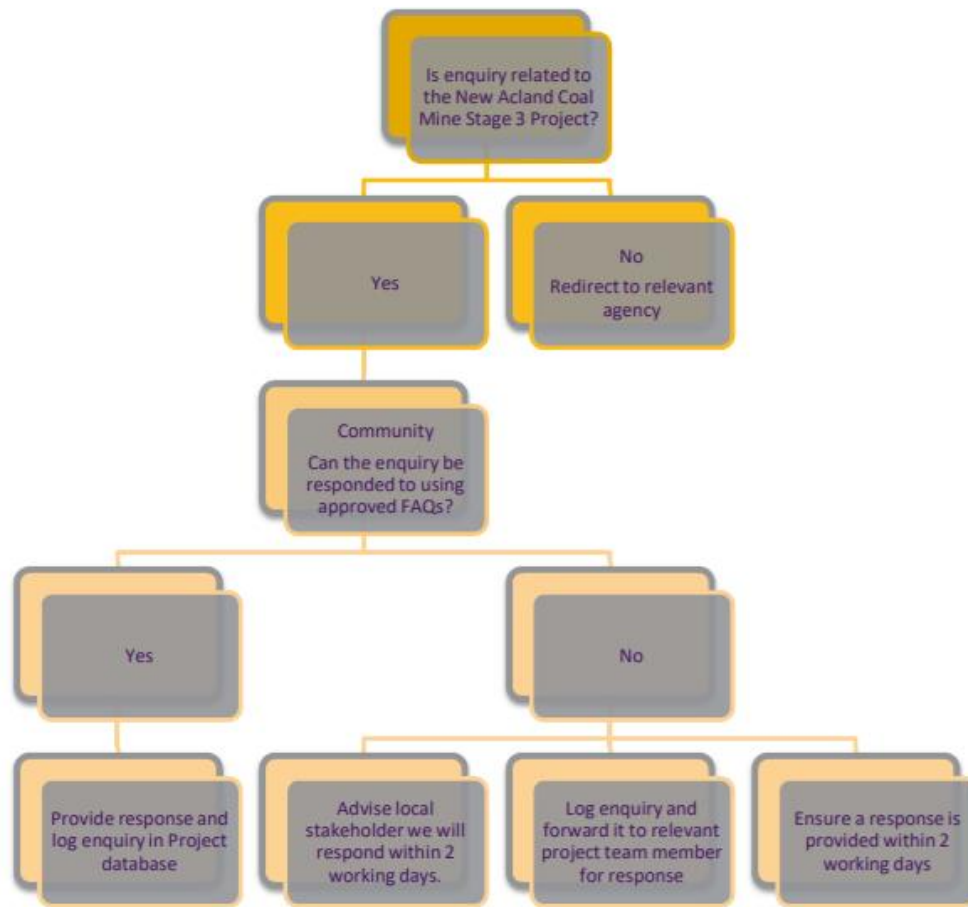 Is enquiry related to
the New Acland Coal
Mine Stage 3 Project?
Yes
No
Redirect to relevant
agency
Community
Can the enquiry be
responded to using
approved FAQs?
Yes
No
Provide response and
log enquiry in Project
database
Advise local
stakeholder we will
respond within 2
working days.
Log enquiry and
forward it to relevant
project team member
for response
Ensure a response is
provided within 2
working days